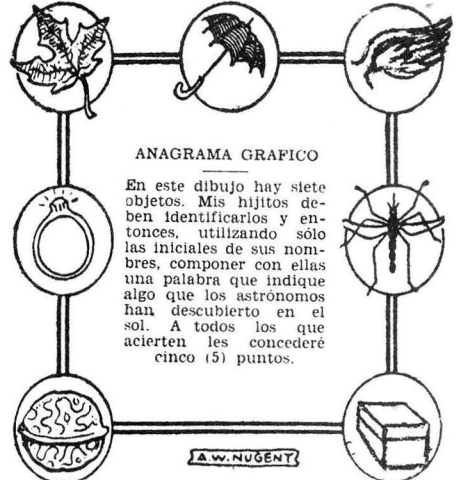 ANAGRAMA GRAFICO
En este dibujo hay siete
objetos. Mis hijitos de-
ben identificarlos y en-
tonces, utilizando sólo
las iniciales de sus nom-
bres, componer con ellas
una palabra que indique
algo que los astrónomos
han descubierto en el
sol. A todos los que
acierten les concederé
cinco (5) puntos.
A.W. NUGENT